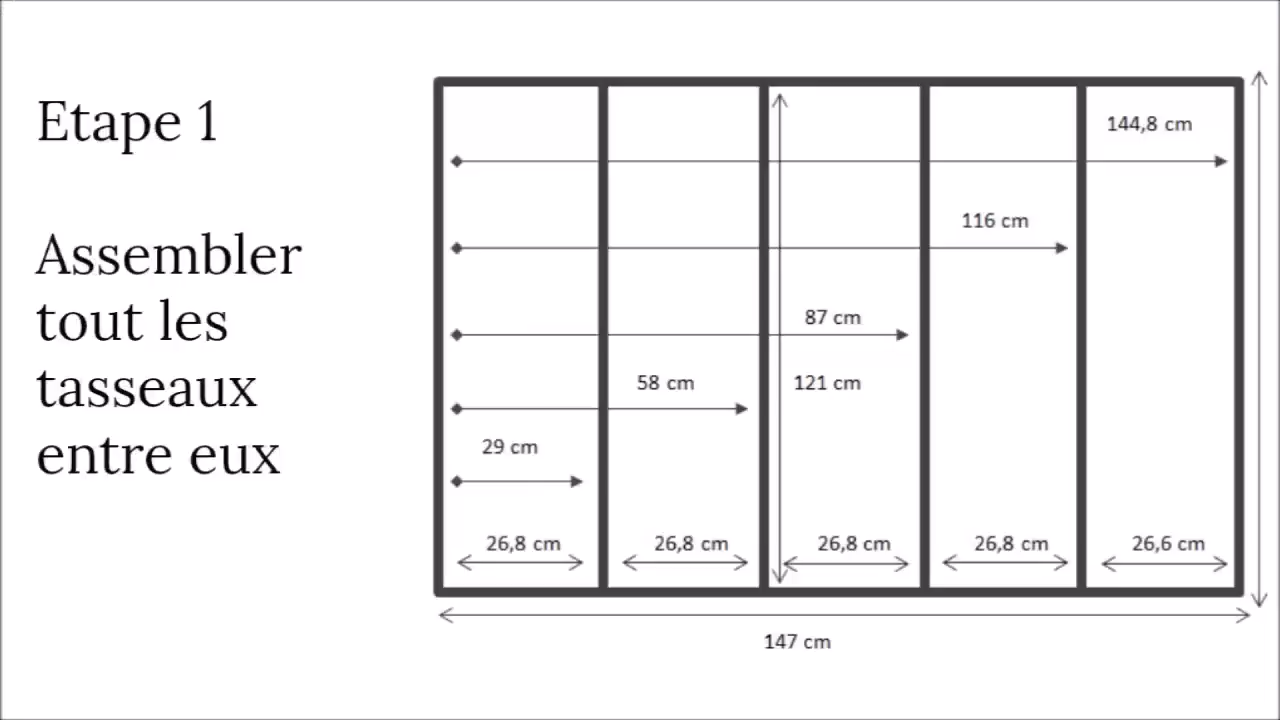 Etape 1
Assembler
tout les
tasseaux
entre eux
144,8 cm
116 cm
87 cm
58 cm
121 cm
29 cm
26,8 cm
26,8 cm
26,8 cm
26,8 cm
26,6 cm
147 cm